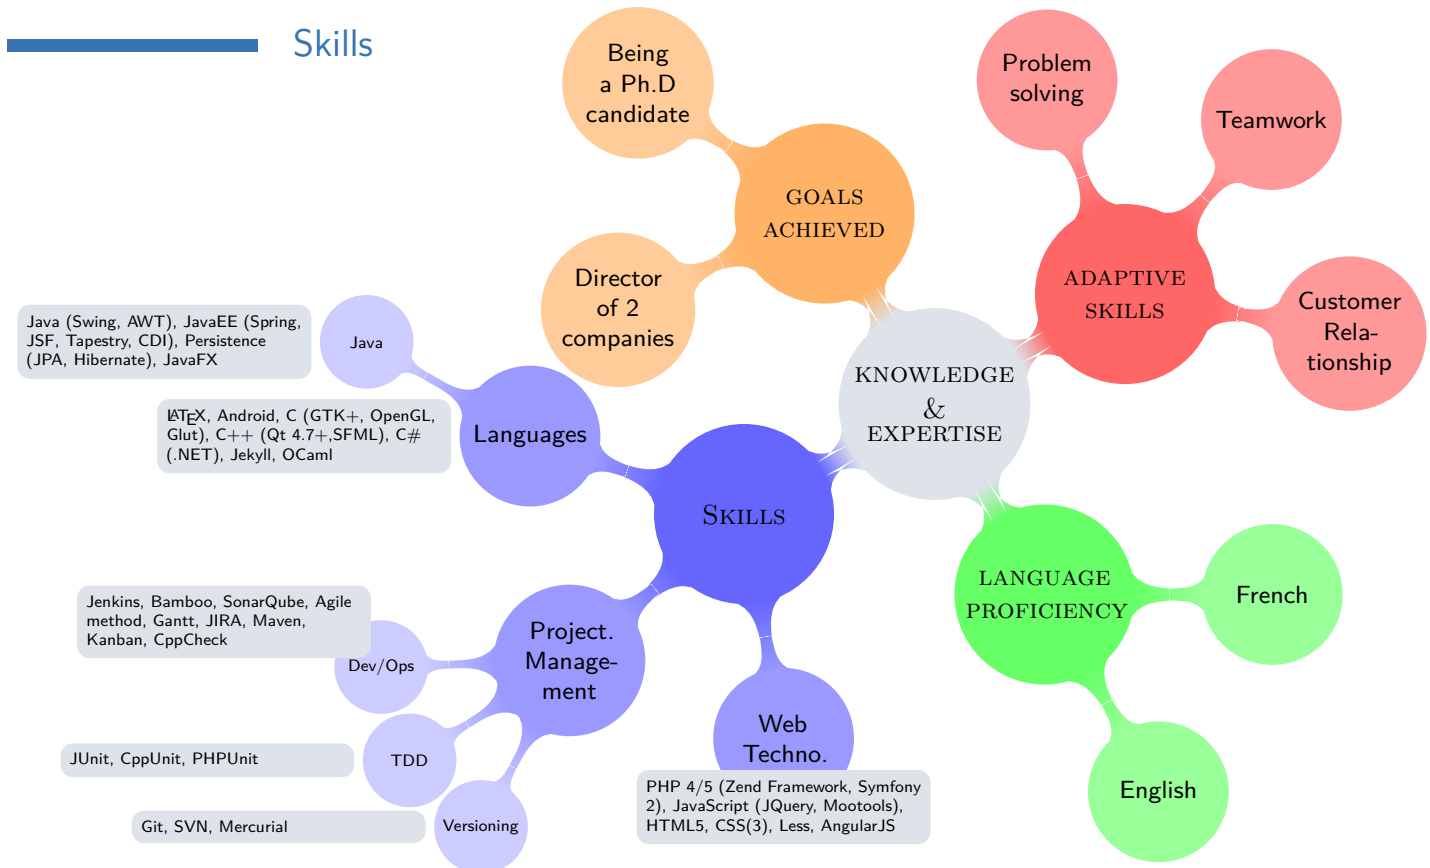 Skills
Being
a Ph.D
candidate
Problem
solving
Teamwork
GOALS
ACHIEVED
Director
of 2
companies
ADAPTIVE
SKILLS
Customer
Rela-
tionship
Java (Swing, AWT), JavaEE (Spring,
JSF, Tapestry, CDI), Persistence
(JPA, Hibernate), JavaFX
Java
KNOWLEDGE
&
EXPERTISE
LATEX, Android, C (GTK+, OpenGL,
Glut), C++ (Qt 4.7+,SFML), C#
(.NET), Jekyll, OCaml
Languages
SKILLS
LANGUAGE
PROFICIENCY
French
English
Jenkins, Bamboo, SonarQube, Agile
method, Gantt, JIRA, Maven,
Kanban, CppCheck
Dev/Ops
Project.
Manage-
ment
JUnit, CppUnit, PHPUnit
TDD
Git, SVN, Mercurial
Versioning
Web
Techno.
PHP 4/5 (Zend Framework, Symfony
2), JavaScript (JQuery, Mootools),
HTML5, CSS(3), Less, AngularJS